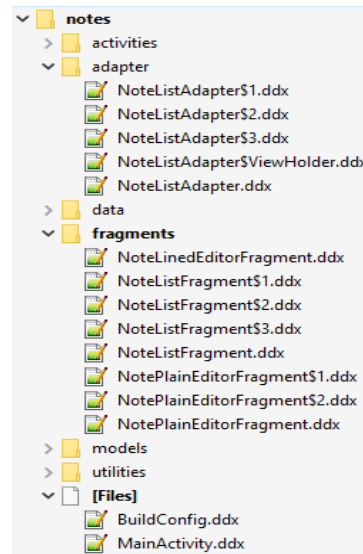 notes
activities
adapter
NoteListAdapter$1.ddx
NoteListAdapter$2.ddx
NoteListAdapter$3.ddx
NoteListAdapter$ViewHolder.ddx
NoteListAdapter.ddx
data
fragments
NoteLinedEditorFragment.ddx
NoteListFragment$1.ddx
NoteListFragment$2.ddx
NoteListFragment$3.ddx
NoteListFragment.ddx
NotePlainEditorFragment$1.ddx
NotePlainEditorFragment$2.ddx
NotePlainEditorFragment.ddx
models
utilities
[Files]
BuildConfig.ddx
MainActivity.ddx